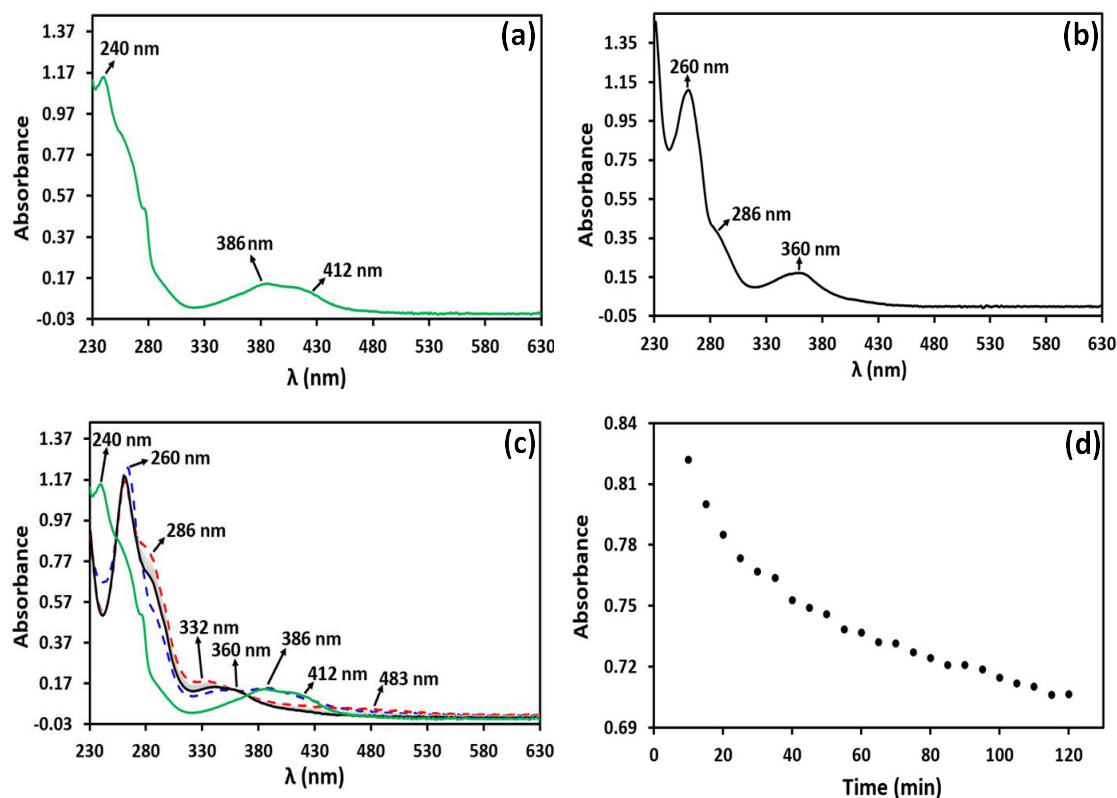 (a)
240 nm
386 nm
412 nm
1.37
1.17
0.97
0.77
0.57
0.37
0.17
-0.03
Absorbance
230 280 330 380 430 480 530 580 630
λ (nm)
(b)
260 nm
286 nm
360 nm
1.35
1.15
0.95
0.75
0.55
0.35
0.15
-0.05
Absorbance
230 280 330 380 430 480 530 580 630
λ (nm)
(c)
240 nm
260 nm
286 nm
332 nm
360 nm
386 nm
412 nm
483 nm
1.37
1.17
0.97
0.77
0.57
0.37
0.17
-0.03
Absorbance
230 280 330 380 430 480 530 580 630
λ (nm)
(d)
0.84
0.81
0.78
0.75
0.72
0.69
Absorbance
0 20 40 60 80 100 120
Time (min)